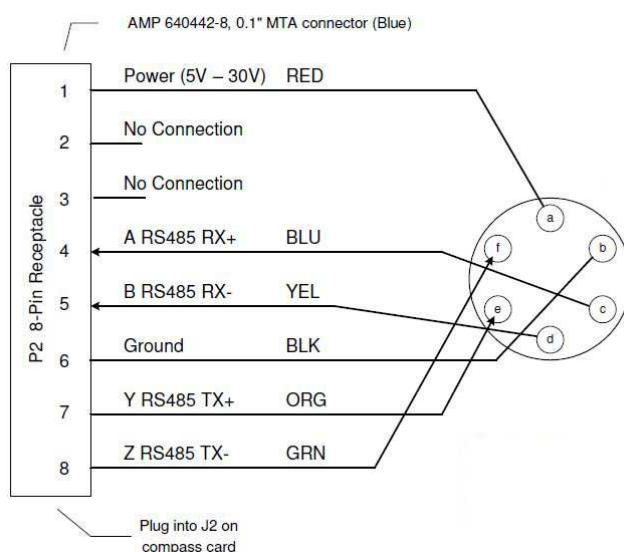 AMP 640442-8, 0.1" MTA connector (Blue)
P2 8-Pin Receptacle
1 Power (5V – 30V) RED
2 No Connection
3 No Connection
4 A RS485 RX+ BLU
5 B RS485 RX- YEL
6 Ground BLK
7 Y RS485 TX+ ORG
8 Z RS485 TX- GRN
a
f b
e c
d
Plug into J2 on
compass card